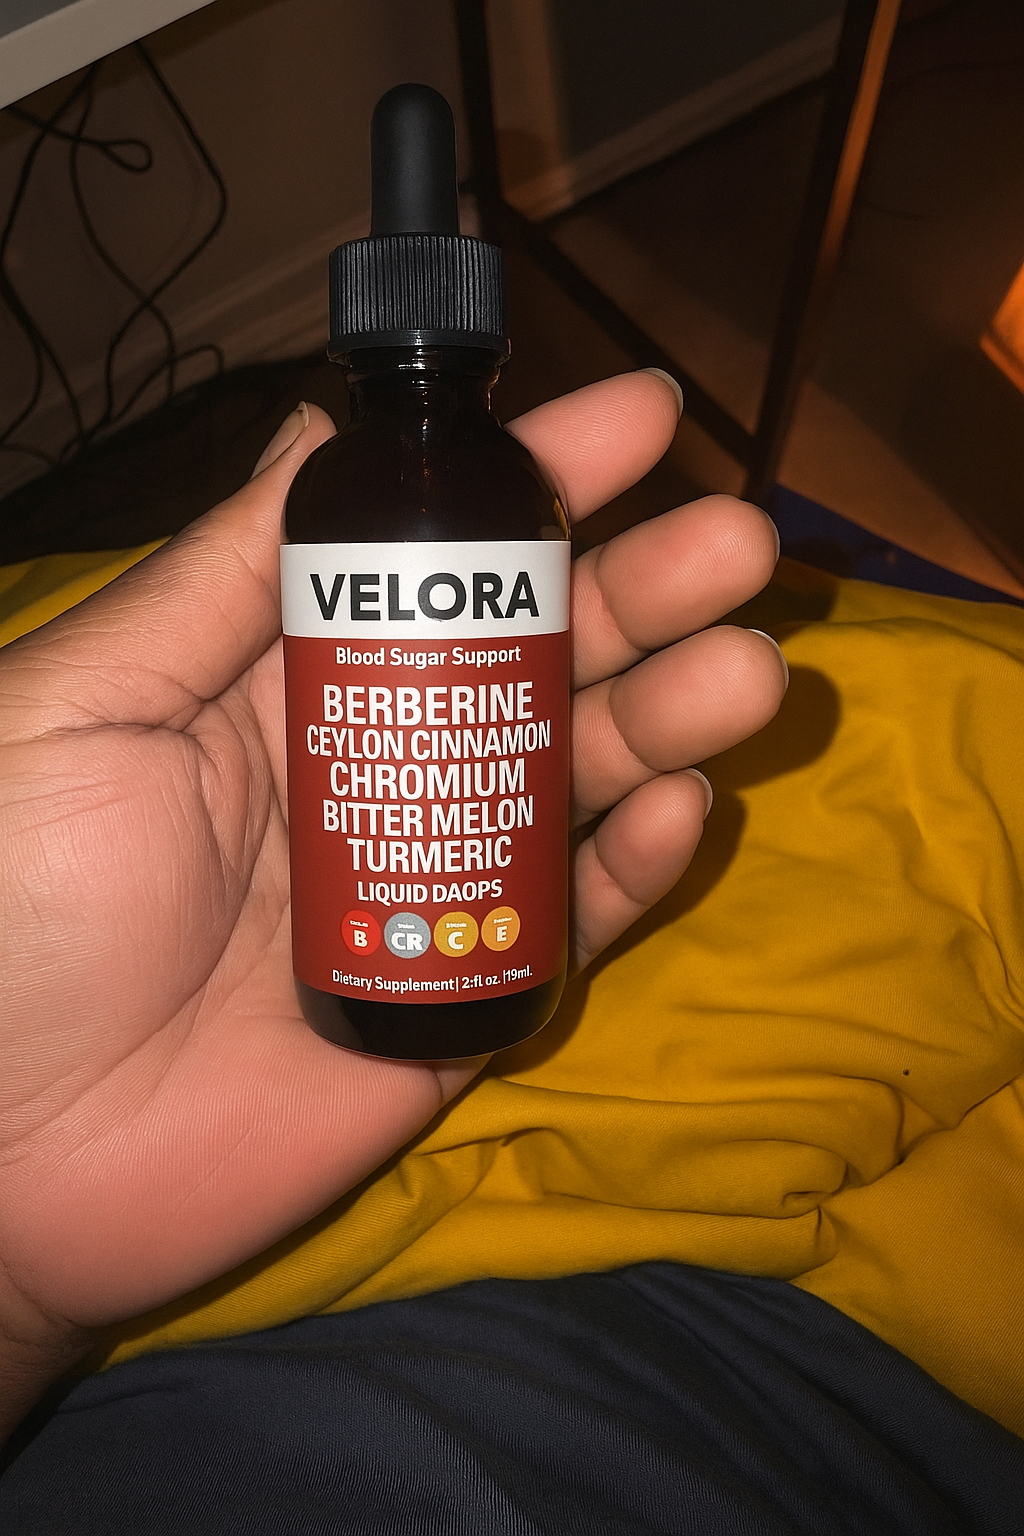 VELORA
Blood Sugar Support
BERBERINE
CEYLON CINNAMON
CHROMIUM
BITTER MELON
TURMERIC
LIQUID DAOPS
B CR C E
Dietary Supplement | 2:fl oz. | 19ml.